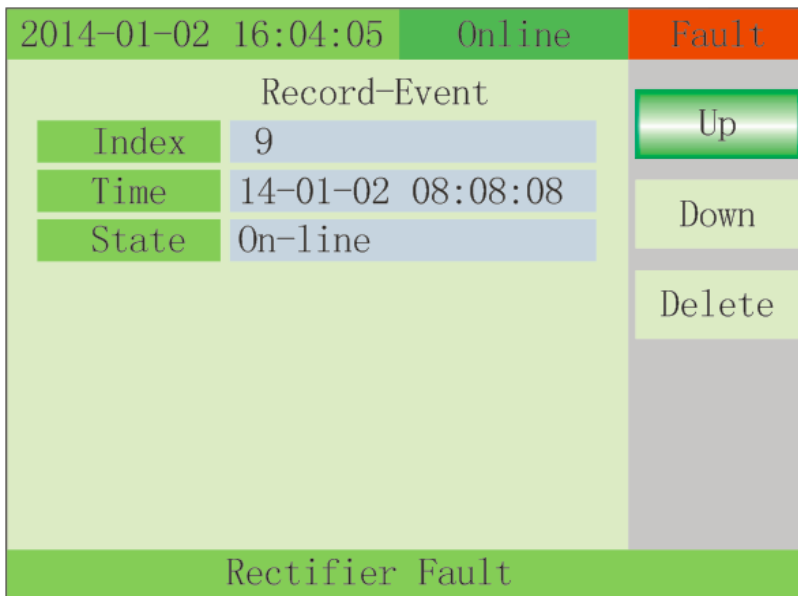 2014-01-02 16:04:05 Online Fault
Record-Event
Index 9
Time 14-01-02 08:08:08
State On-line
Up
Down
Delete
Rectifier Fault